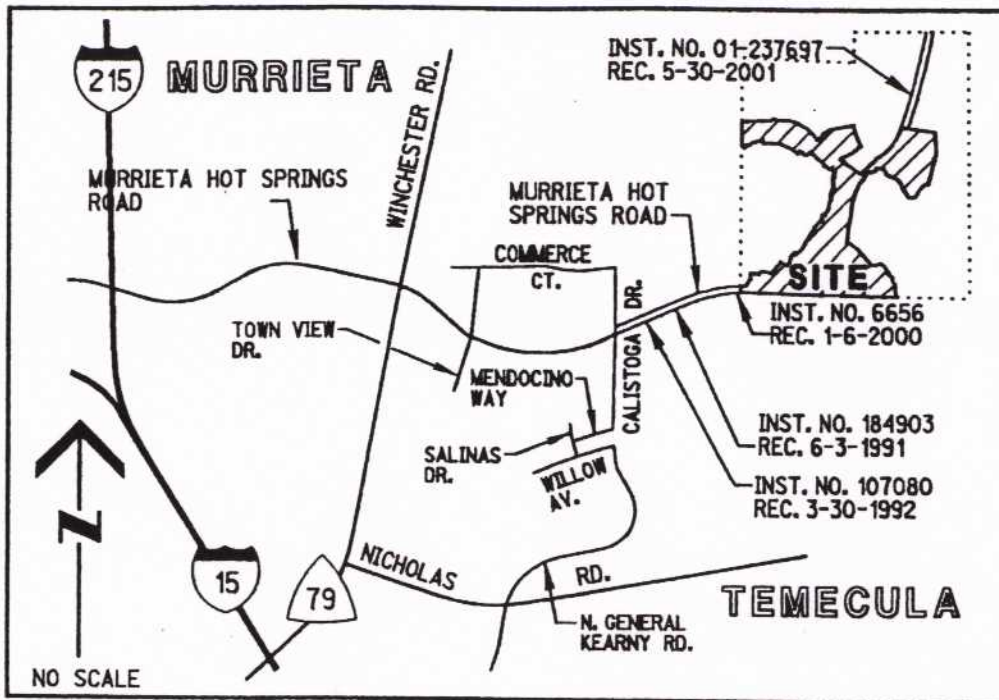 INST. NO. 01-237697
REC. 5-30-2001
215
MURRIETA
WINCHESTER RD.
MURRIETA HOT SPRINGS
ROAD
MURRIETA HOT
SPRINGS ROAD
COMMERCE
CT.
SITE
INST. NO. 6656
REC. 1-6-2000
TOWN VIEW
DR.
CALISTOGA DR.
MENDOCINO
WAY
INST. NO. 184903
REC. 6-3-1991
SALINAS
DR.
WILLOW
AV.
INST. NO. 107080
REC. 3-30-1992
N
15
79
NICHOLAS RD.
TEMECULA
N. GENERAL
KEARNY RD.
NO SCALE